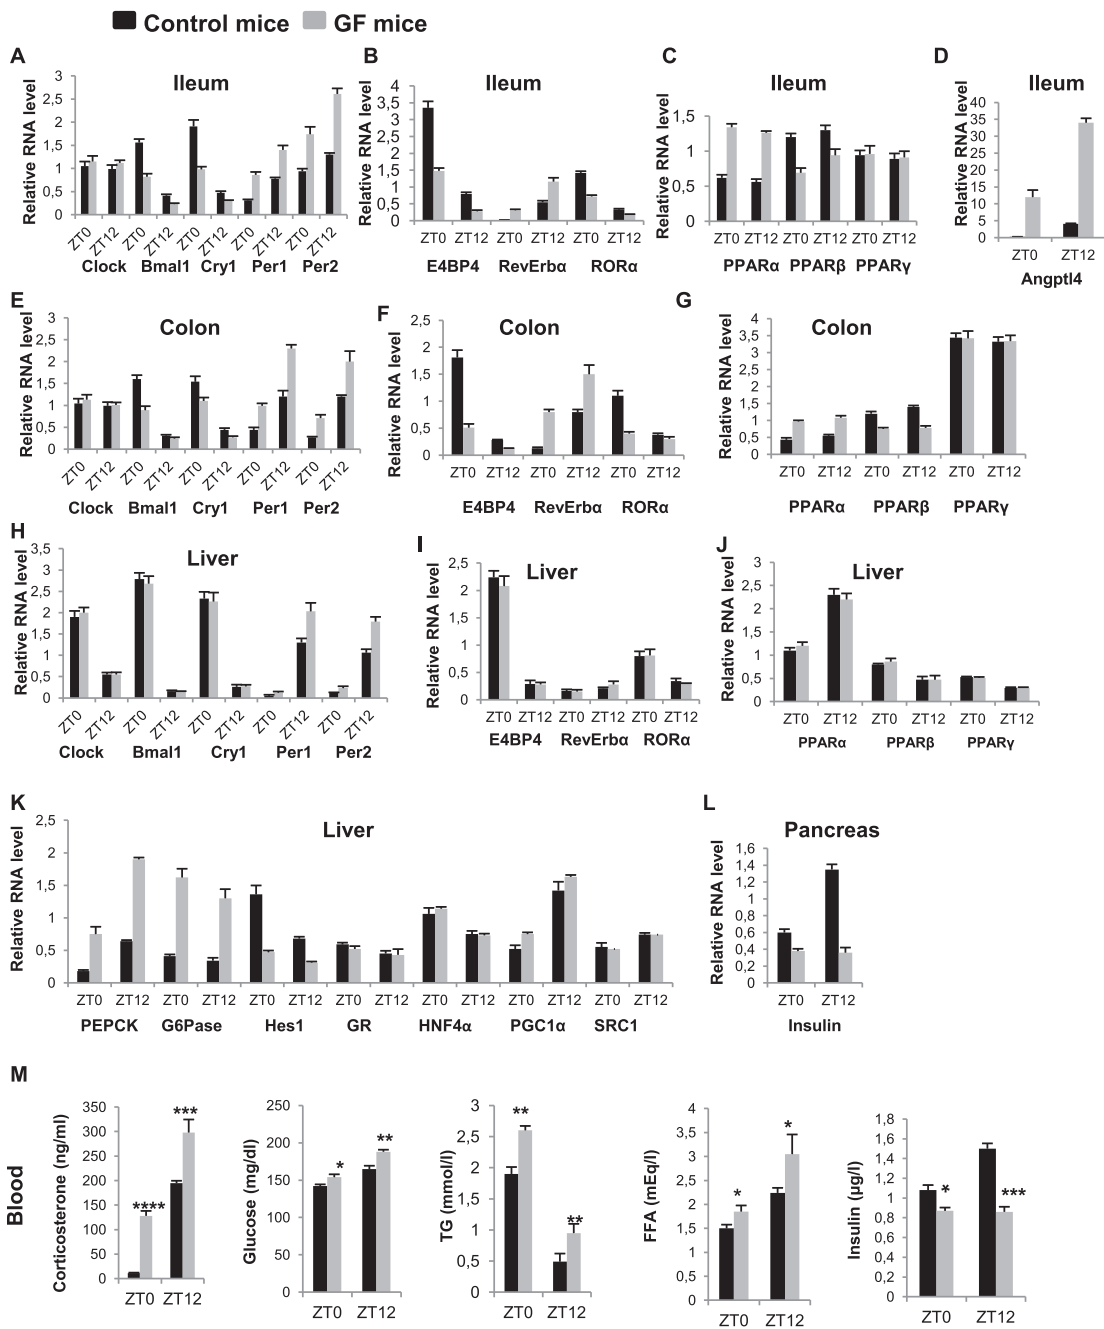 Control mice GF mice
A
Ileum
Relative RNA level
3
2,5
2
1,5
1
0,5
0
ZT0 ZT12 ZT0 ZT12 ZT0 ZT12 ZT0 ZT12 ZT0 ZT12
Clock Bmal1 Cry1 Per1 Per2
B
Ileum
Relative RNA level
4
3,5
3
2,5
2
1,5
1
0,5
0
ZT0 ZT12 ZT0 ZT12 ZT0 ZT12
E4BP4 RevErbα RORα
C
Ileum
Relative RNA level
1,5
1
0,5
0
ZT0 ZT12 ZT0 ZT12 ZT0 ZT12
PPARα PPARβ PPARγ
D
Ileum
Relative RNA level
40
35
30
25
20
15
10
5
0
ZT0 ZT12
Angptl4
E
Colon
Relative RNA level
3
2,5
2
1,5
1
0,5
0
ZT0 ZT12 ZT0 ZT12 ZT0 ZT12 ZT0 ZT12 ZT0 ZT12
Clock Bmal1 Cry1 Per1 Per2
F
Colon
Relative RNA level
2,5
2
1,5
1
0,5
0
ZT0 ZT12 ZT0 ZT12 ZT0 ZT12
E4BP4 RevErbα RORα
G
Colon
Relative RNA level
4
3,5
3
2,5
2
1,5
1
0,5
0
ZT0 ZT12 ZT0 ZT12 ZT0 ZT12
PPARα PPARβ PPARγ
H
Liver
Relative RNA level
3,5
3
2,5
2
1,5
1
0,5
0
ZT0 ZT12 ZT0 ZT12 ZT0 ZT12 ZT0 ZT12 ZT0 ZT12
Clock Bmal1 Cry1 Per1 Per2
I
Liver
Relative RNA level
2,5
2
1,5
1
0,5
0
ZT0 ZT12 ZT0 ZT12 ZT0 ZT12
E4BP4 RevErbα RORα
J
Liver
Relative RNA level
3
2,5
2
1,5
1
0,5
0
ZT0 ZT12 ZT0 ZT12 ZT0 ZT12
PPARα PPARβ PPARγ
K
Liver
Relative RNA level
2,5
2
1,5
1
0,5
0
ZT0 ZT12 ZT0 ZT12 ZT0 ZT12 ZT0 ZT12 ZT0 ZT12 ZT0 ZT12 ZT0 ZT12
PEPCK G6Pase Hes1 GR HNF4α PGC1α SRC1
L
Pancreas
Relative RNA level
1,6
1,4
1,2
1
0,8
0,6
0,4
0,2
0
ZT0 ZT12
Insulin
M
Blood
Corticosterone (ng/ml)
350
300
250
200
150
100
50
0
**** ***
ZT0 ZT12
Glucose (mg/dl)
250
200
150
100
50
0
* **
ZT0 ZT12
TG (mmol/l)
3
2,5
2
1,5
1
0,5
0
** **
ZT0 ZT12
FFA (mEq/l)
4
3,5
3
2,5
2
1,5
1
0,5
0
* *
ZT0 ZT12
Insulin (µg/l)
1,8
1,6
1,4
1,2
1
0,8
0,6
0,4
0,2
0
* ***
ZT0 ZT12